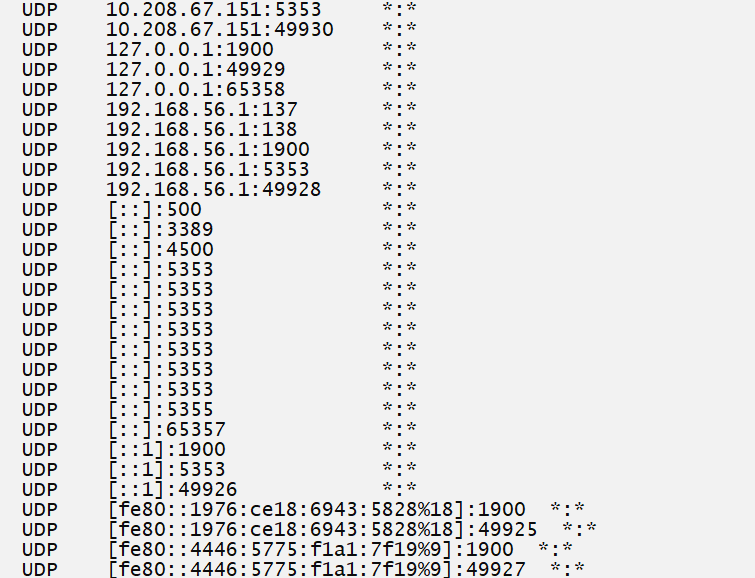 UDP 10.208.67.151:5353 *:*
UDP 10.208.67.151:49930 *:*
UDP 127.0.0.1:1900 *:*
UDP 127.0.0.1:49929 *:*
UDP 127.0.0.1:65358 *:*
UDP 192.168.56.1:137 *:*
UDP 192.168.56.1:138 *:*
UDP 192.168.56.1:1900 *:*
UDP 192.168.56.1:5353 *:*
UDP 192.168.56.1:49928 *:*
UDP [::]:500 *:*
UDP [::]:3389 *:*
UDP [::]:4500 *:*
UDP [::]:5353 *:*
UDP [::]:5353 *:*
UDP [::]:5353 *:*
UDP [::]:5353 *:*
UDP [::]:5353 *:*
UDP [::]:5353 *:*
UDP [::]:5353 *:*
UDP [::]:5355 *:*
UDP [::]:65357 *:*
UDP [::1]:1900 *:*
UDP [::1]:5353 *:*
UDP [::1]:49926 *:*
UDP [fe80::1976:ce18:6943:5828%18]:1900 *:*
UDP [fe80::1976:ce18:6943:5828%18]:49925 *:*
UDP [fe80::4446:5775:f1a1:7f19%9]:1900 *:*
UDP [fe80::4446:5775:f1a1:7f19%9]:49927 *:*